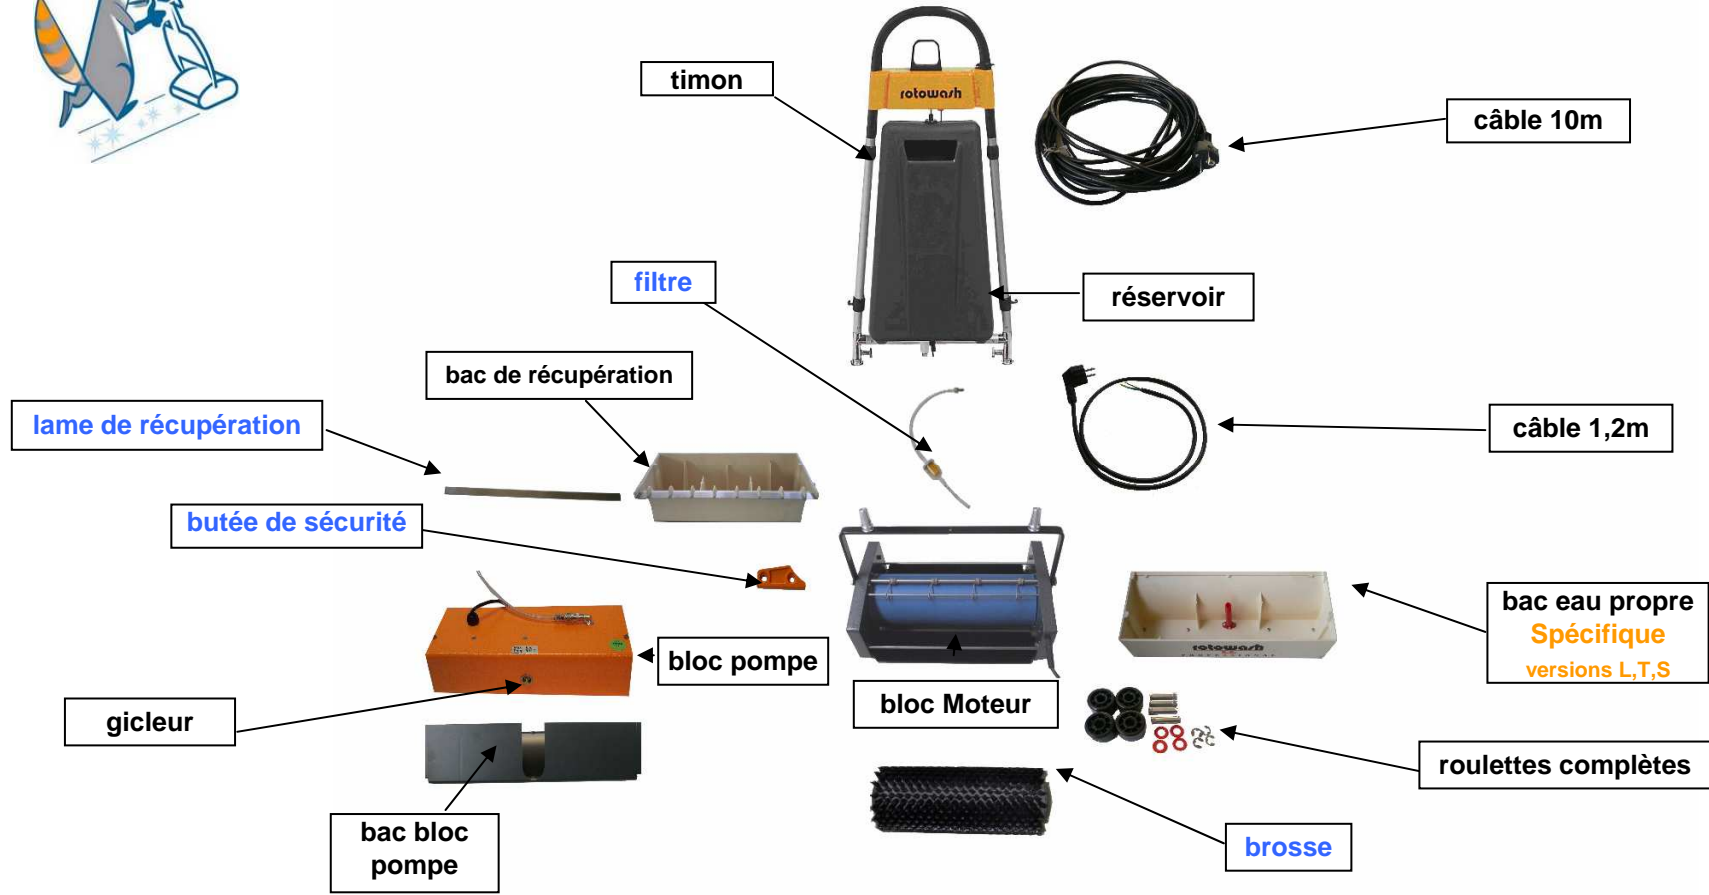 timon
rotowash
câble 10m
filtre
réservoir
bac de récupération
lame de récupération
câble 1,2m
butée de sécurité
bac eau propre
Spécifique
versions L,T,S
rotowash
PROFESSIONAL
bloc pompe
bloc Moteur
gicleur
roulettes complètes
bac bloc
pompe
brosse